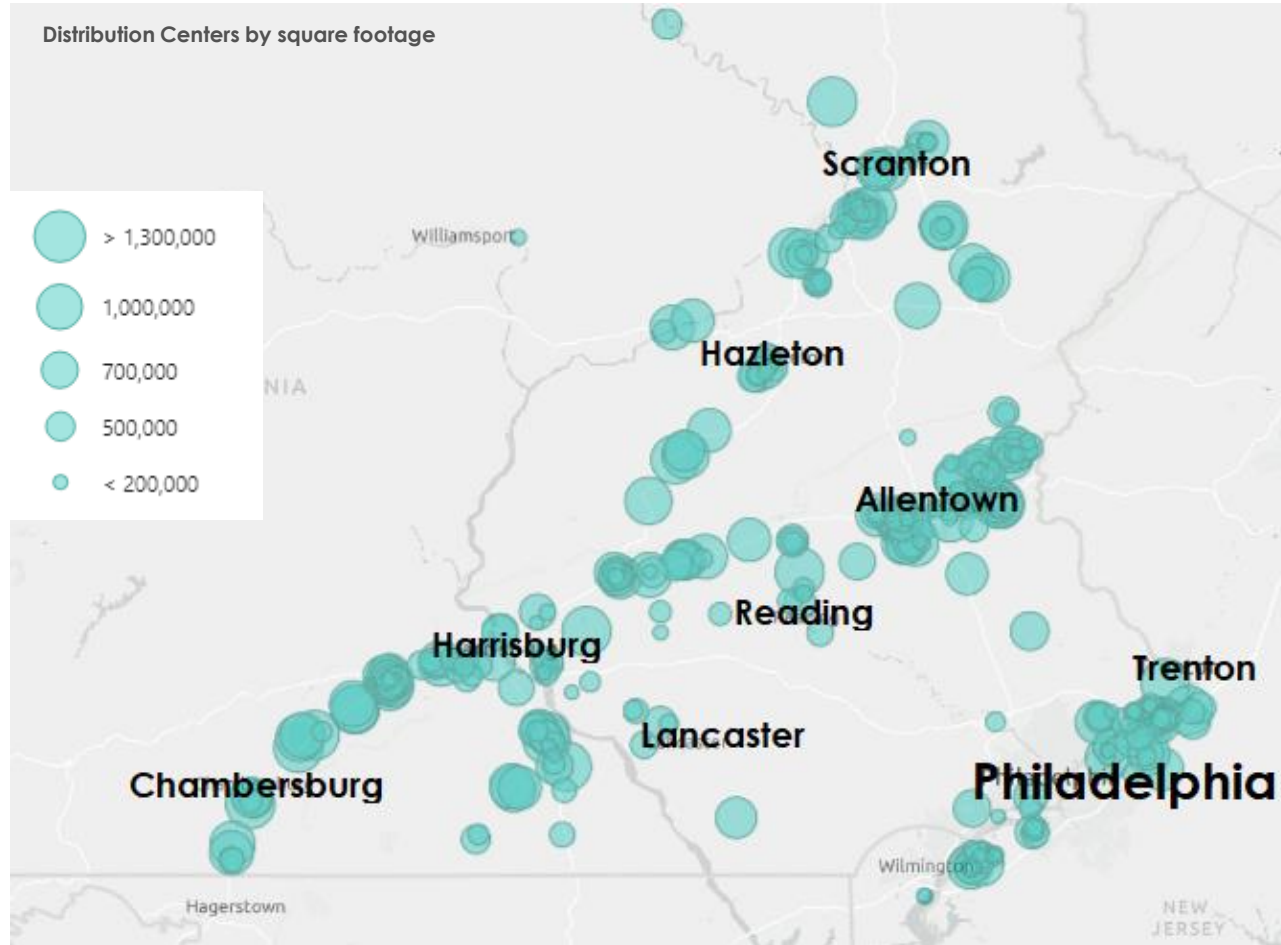 Distribution Centers by square footage
Scranton
> 1,300,000
Williamsport
1,000,000
Hazleton
700,000
NIA
500,000
< 200,000
Allentown
Reading
Harrisburg
Trenton
Lancaster
Chambersburg
Philadelphia
Wilmington
Hagerstown
NEW
JERSEY